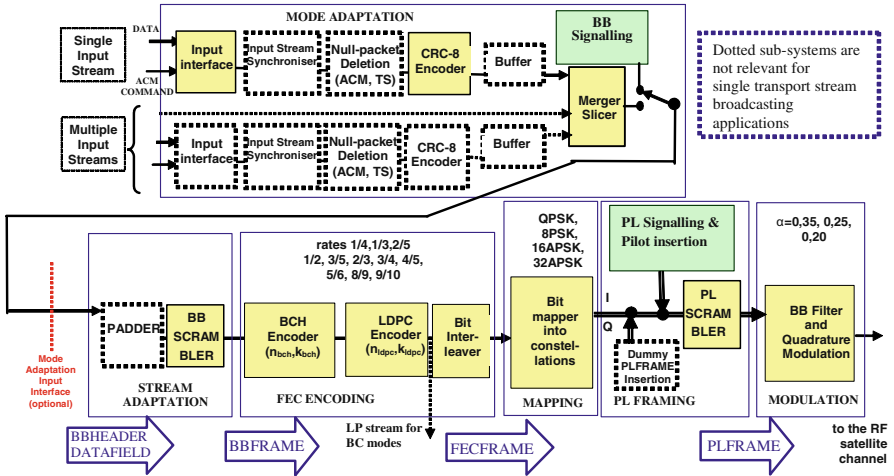 MODE ADAPTATION
Single
Input
Stream
DATA
ACM
COMMAND
Input
interface
Input Stream
Synchroniser
Null-packet
Deletion
(ACM, TS)
CRC-8
Encoder
Buffer
BB
Signalling
Merger
Slicer
Dotted sub-systems are
not relevant for
single transport stream
broadcasting
applications
Multiple
Input
Streams
Input
interface
Input Stream
Synchroniser
Null-packet
Deletion
(ACM, TS)
CRC-8
Encoder
Buffer
rates 1/4,1/3,2/5
1/2, 3/5, 2/3, 3/4, 4/5,
5/6, 8/9, 9/10
QPSK,
8PSK,
16APSK,
32APSK
PL Signalling &
Pilot insertion
α=0,35, 0,25,
0,20
PADDER
BB
SCRAM
BLER
BCH
Encoder
(nbch,kbch)
LDPC
Encoder
(nldpc,kldpc)
Bit
Inter-
leaver
Bit
mapper
into
constel-
lations
I
Q
PL
SCRAM
BLER
BB Filter
and
Quadrature
Modulation
Dummy
PLFRAME
Insertion
Mode
Adaptation
Input
Interface
(optional)
STREAM
ADAPTATION
FEC ENCODING
MAPPING
PL FRAMING
MODULATION
LP stream for
BC modes
BBHEADER
DATAFIELD
BBFRAME
FECFRAME
PLFRAME
to the RF
satellite
channel